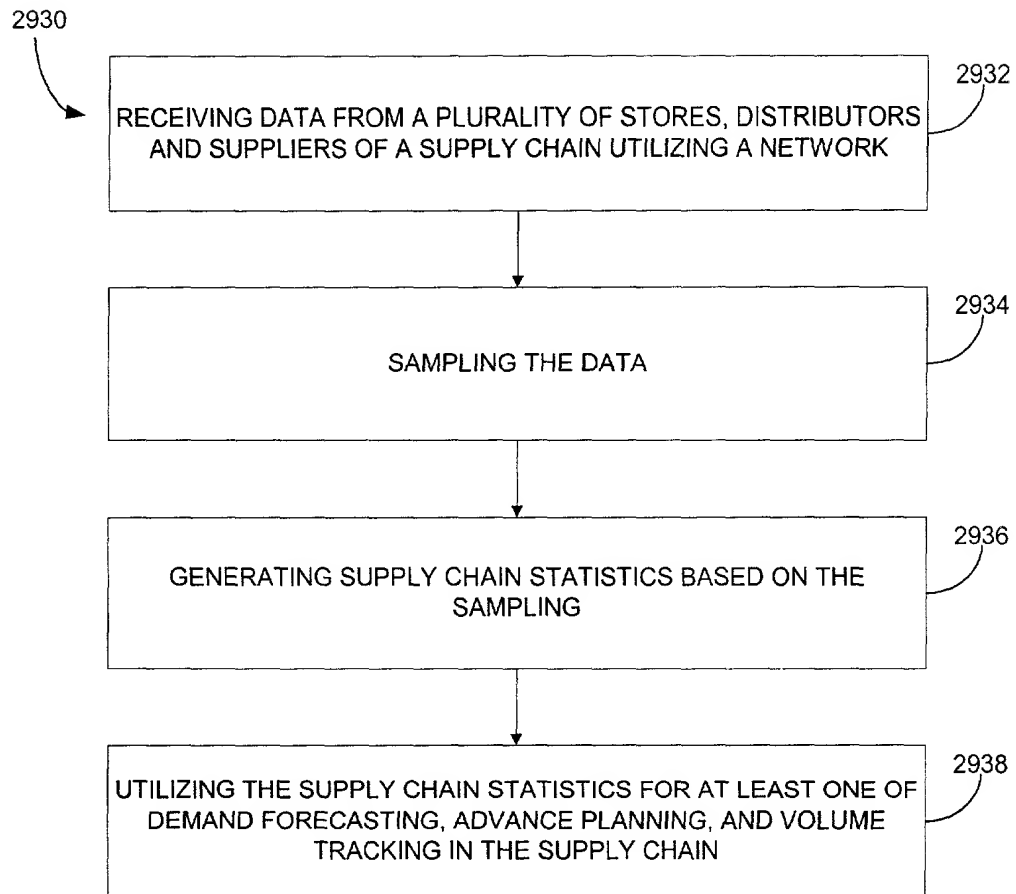 2930
2932
RECEIVING DATA FROM A PLURALITY OF STORES, DISTRIBUTORS
AND SUPPLIERS OF A SUPPLY CHAIN UTILIZING A NETWORK
2934
SAMPLING THE DATA
2936
GENERATING SUPPLY CHAIN STATISTICS BASED ON THE
SAMPLING
2938
UTILIZING THE SUPPLY CHAIN STATISTICS FOR AT LEAST ONE OF
DEMAND FORECASTING, ADVANCE PLANNING, AND VOLUME
TRACKING IN THE SUPPLY CHAIN